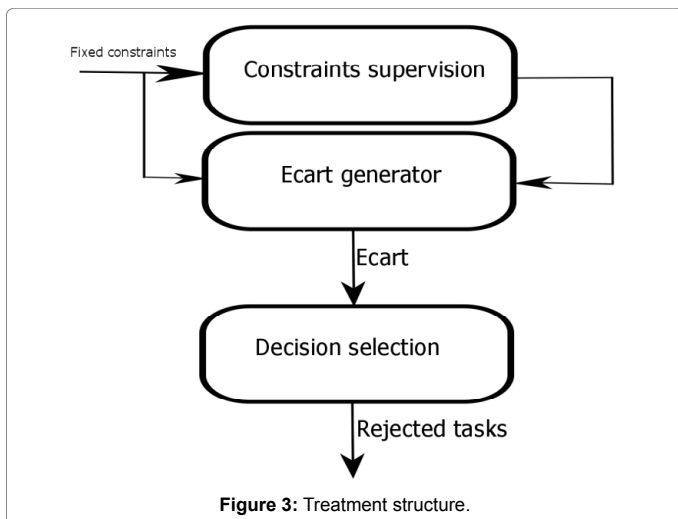 Fixed constraints
Constraints supervision
Ecart generator
Ecart
Decision selection
Rejected tasks
Figure 3: Treatment structure.